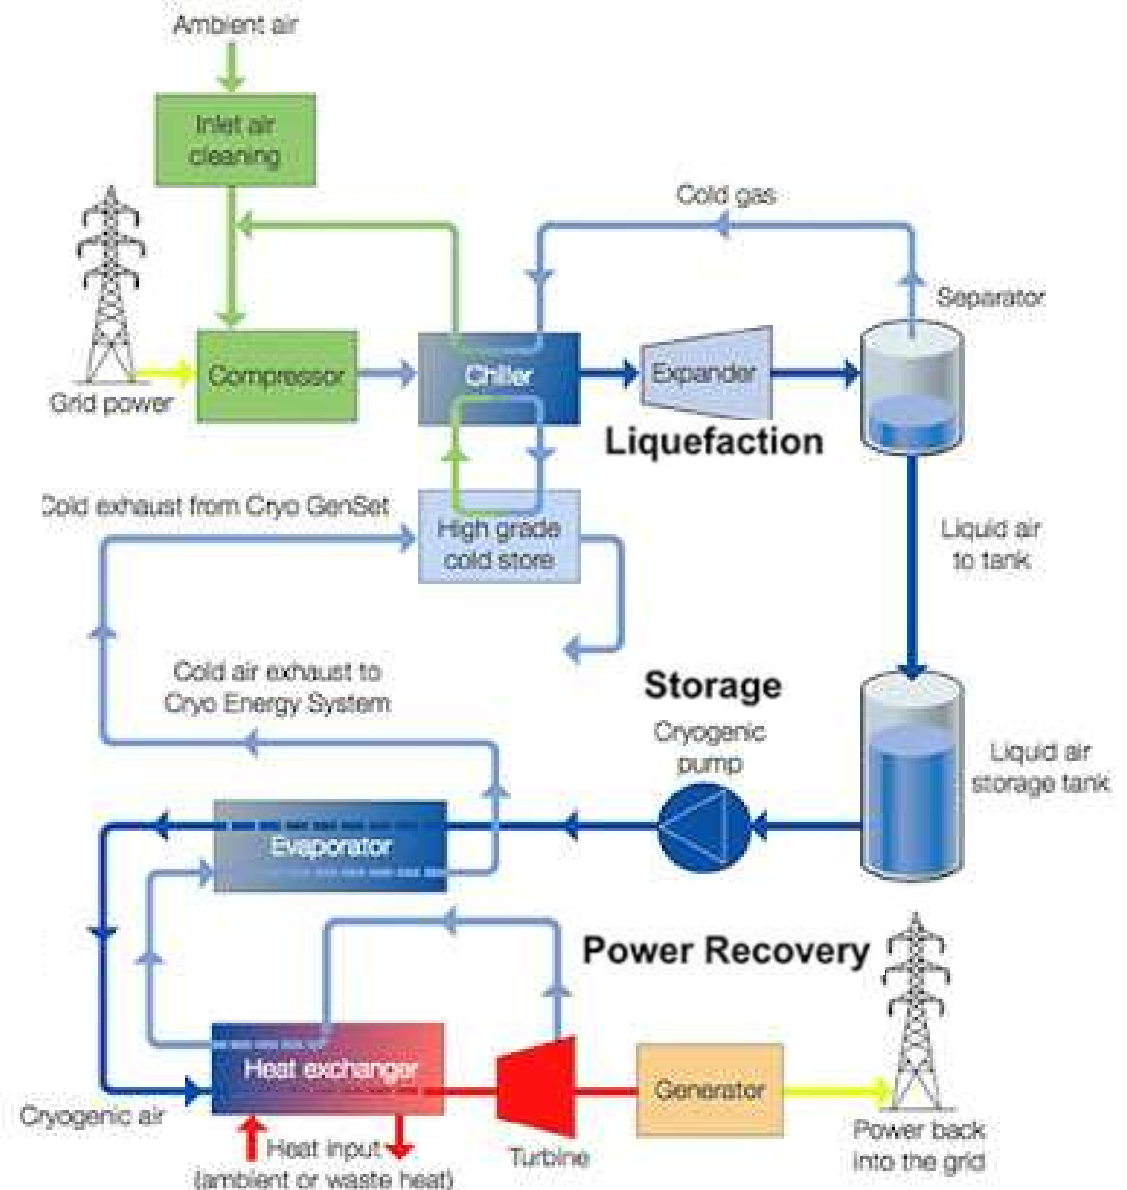 Ambient air
Inlet air
cleaning
Cold gas
Separator
Compressor
Chiller
Expander
Grid power
Liquefaction
Cold exhaust from Cryo GenSet
High grade
cold store
Liquid air
to tank
Cold air exhaust to
Cryo Energy System
Storage
Cryogenic
pump
Liquid air
storage tank
Evaporator
Power Recovery
Heat exchanger
Generator
Cryogenic air
Heat input
(ambient or waste heat)
Turbine
Power back
into the grid